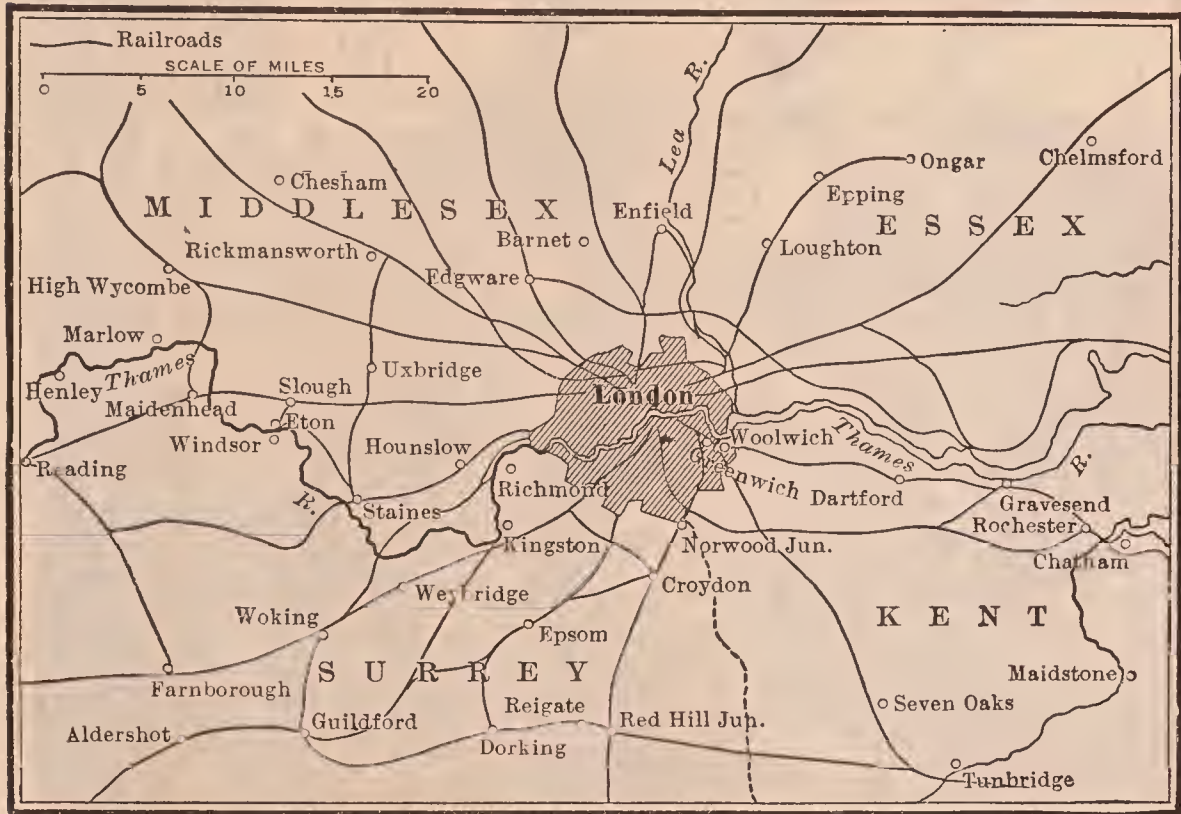 Railroads
SCALE OF MILES
0 5 10 15 20
Lea R.
Ongar
Chelmsford
Chesham
Epping
MIDDLESEX
Enfield
ESSEX
Barnet
Loughton
Rickmansworth
Edgware
High Wycombe
Marlow
Thames
Uxbridge
Henley
Slough
London
Maidenhead
Eton
Windsor
Hounslow
Woolwich
Thames
R.
Reading
Greenwich
Richmond
Dartford
R.
Staines
Gravesend
Rochester
Kingston
Norwood Jun.
Chatham
Weybridge
Croydon
Woking
KENT
Epsom
SURREY
Maidstone
Farnborough
Reigate
Seven Oaks
Aldershot
Guildford
Red Hill Jun.
Dorking
Tunbridge